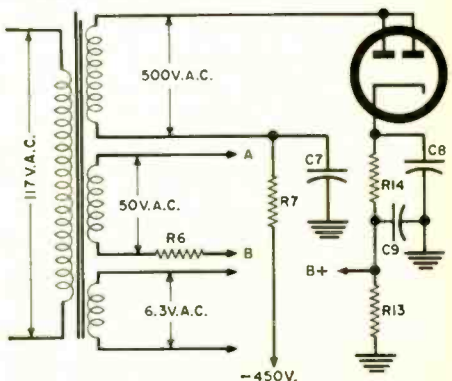 117V.A.C.
500V.A.C.
50V.A.C.
6.3V.A.C.
A
B
R6
R7
C7
-450V.
R14
C8
C9
B+
R13